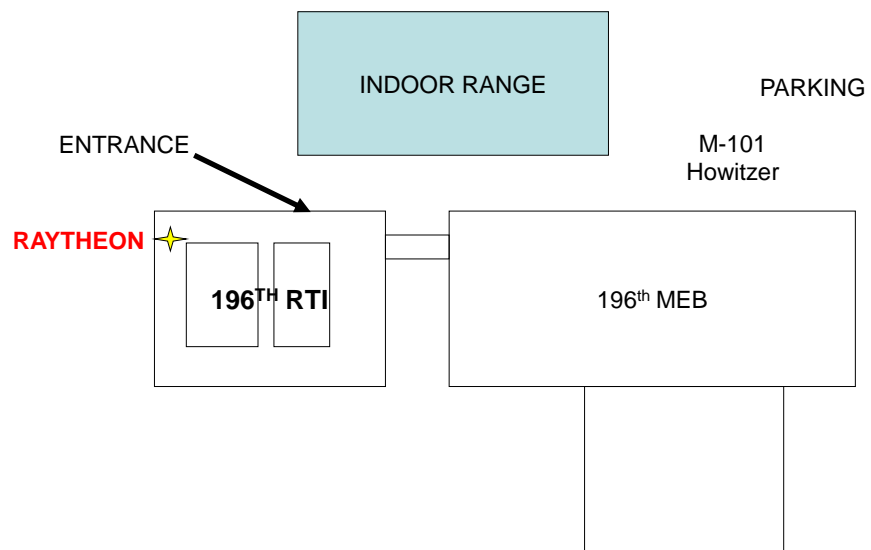 INDOOR RANGE
PARKING
ENTRANCE
M-101
Howitzer
RAYTHEON
196TH RTI
196th MEB